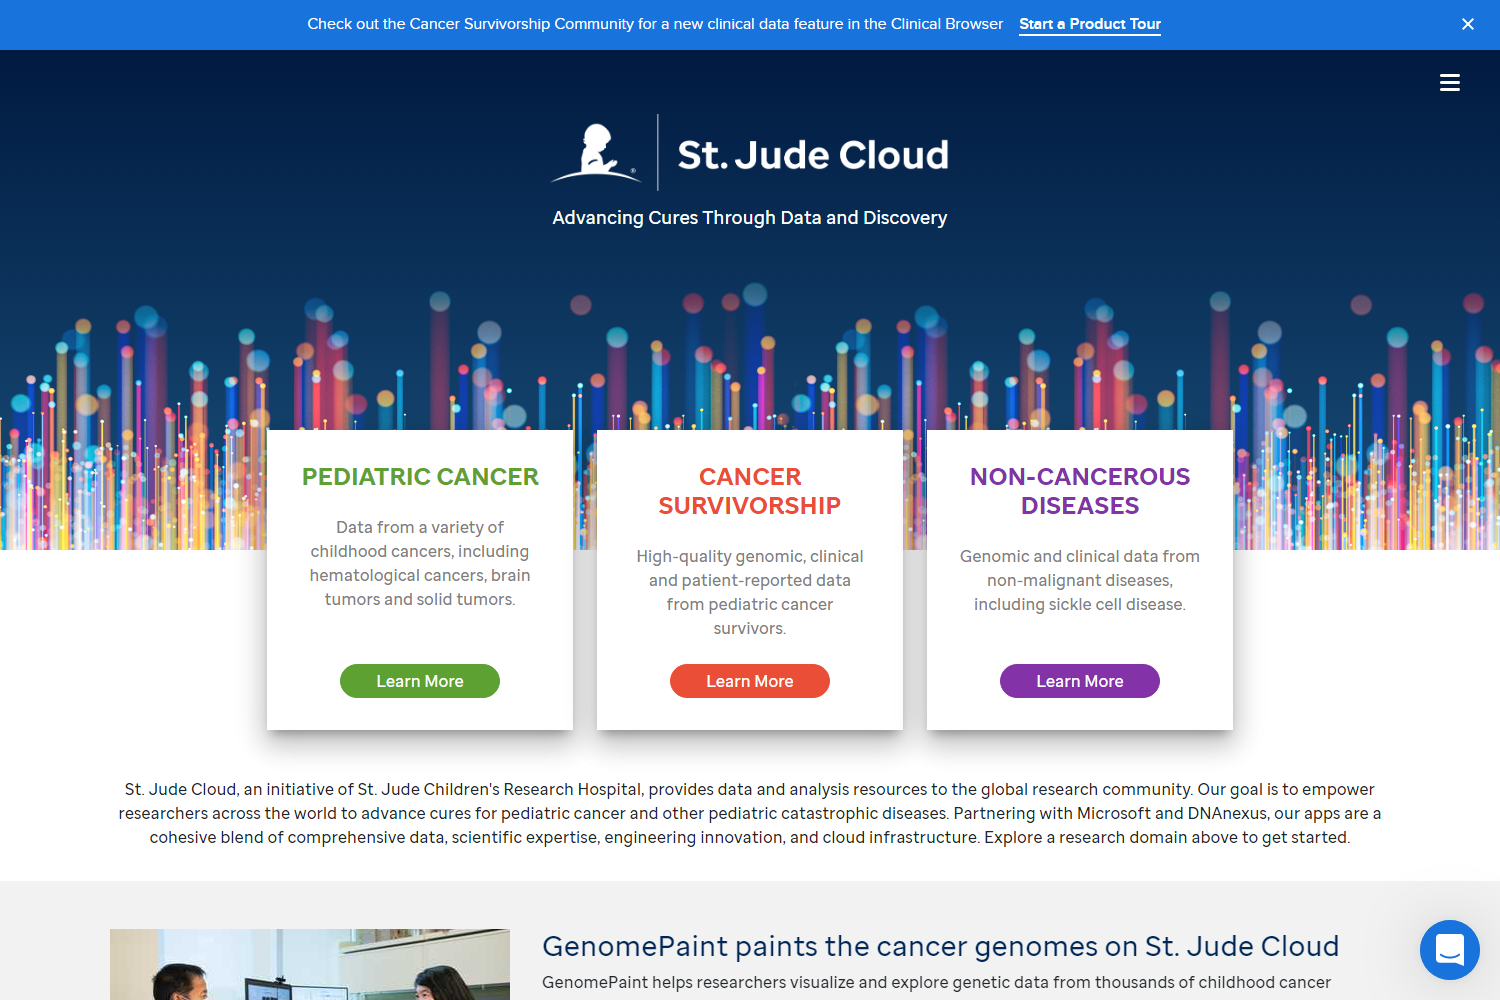 Check out the Cancer Survivorship Community for a new clinical data feature in the Clinical Browser Start a Product Tour
St. Jude Cloud
Advancing Cures Through Data and Discovery
PEDIATRIC CANCER
Data from a variety of
childhood cancers, including
hematological cancers, brain
tumors and solid tumors.
Learn More
CANCER
SURVIVORSHIP
High-quality genomic, clinical
and patient-reported data
from pediatric cancer
survivors.
Learn More
NON-CANCEROUS
DISEASES
Genomic and clinical data from
non-malignant diseases,
including sickle cell disease.
Learn More
St. Jude Cloud, an initiative of St. Jude Children's Research Hospital, provides data and analysis resources to the global research community. Our goal is to empower
researchers across the world to advance cures for pediatric cancer and other pediatric catastrophic diseases. Partnering with Microsoft and DNAnexus, our apps are a
cohesive blend of comprehensive data, scientific expertise, engineering innovation, and cloud infrastructure. Explore a research domain above to get started.
GenomePaint paints the cancer genomes on St. Jude Cloud
GenomePaint helps researchers visualize and explore genetic data from thousands of childhood cancer